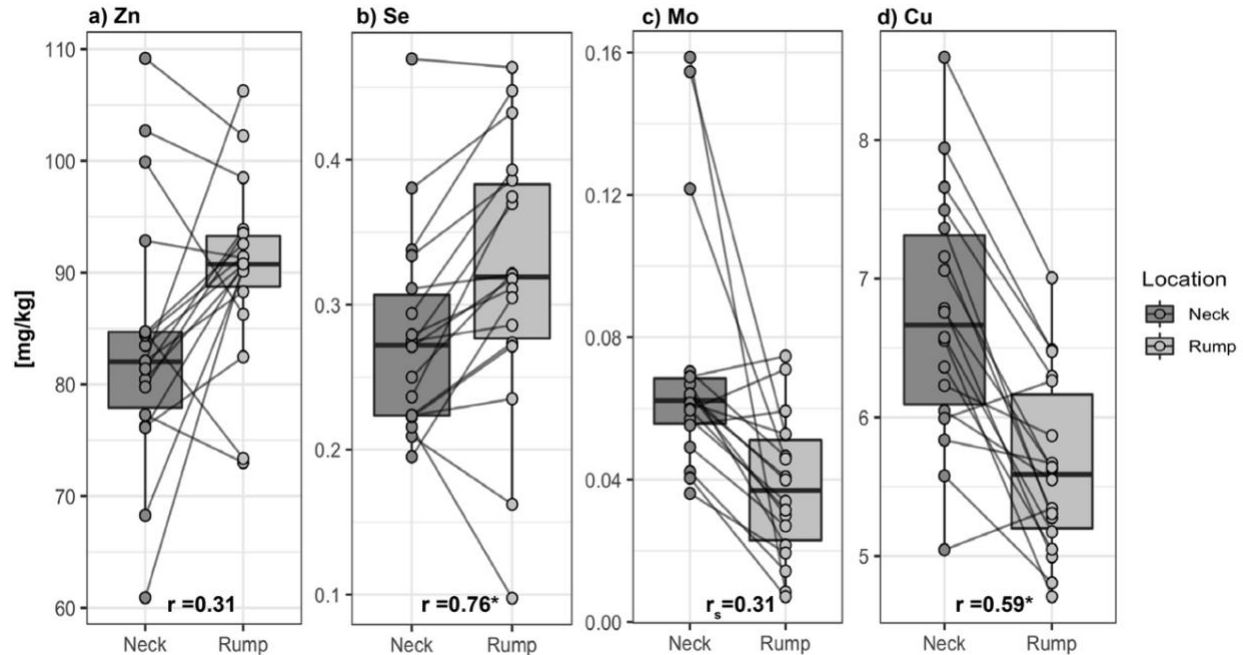 a) Zn
b) Se
c) Mo
d) Cu
[mg/kg]
110
100
90
80
70
60
r =0.31
Neck
Rump
0.4
0.3
0.2
0.1
r =0.76*
Neck
Rump
0.16
0.12
0.08
0.04
0.00
rₛ=0.31
Neck
Rump
8
7
6
5
r =0.59*
Neck
Rump
Location
Neck
Rump